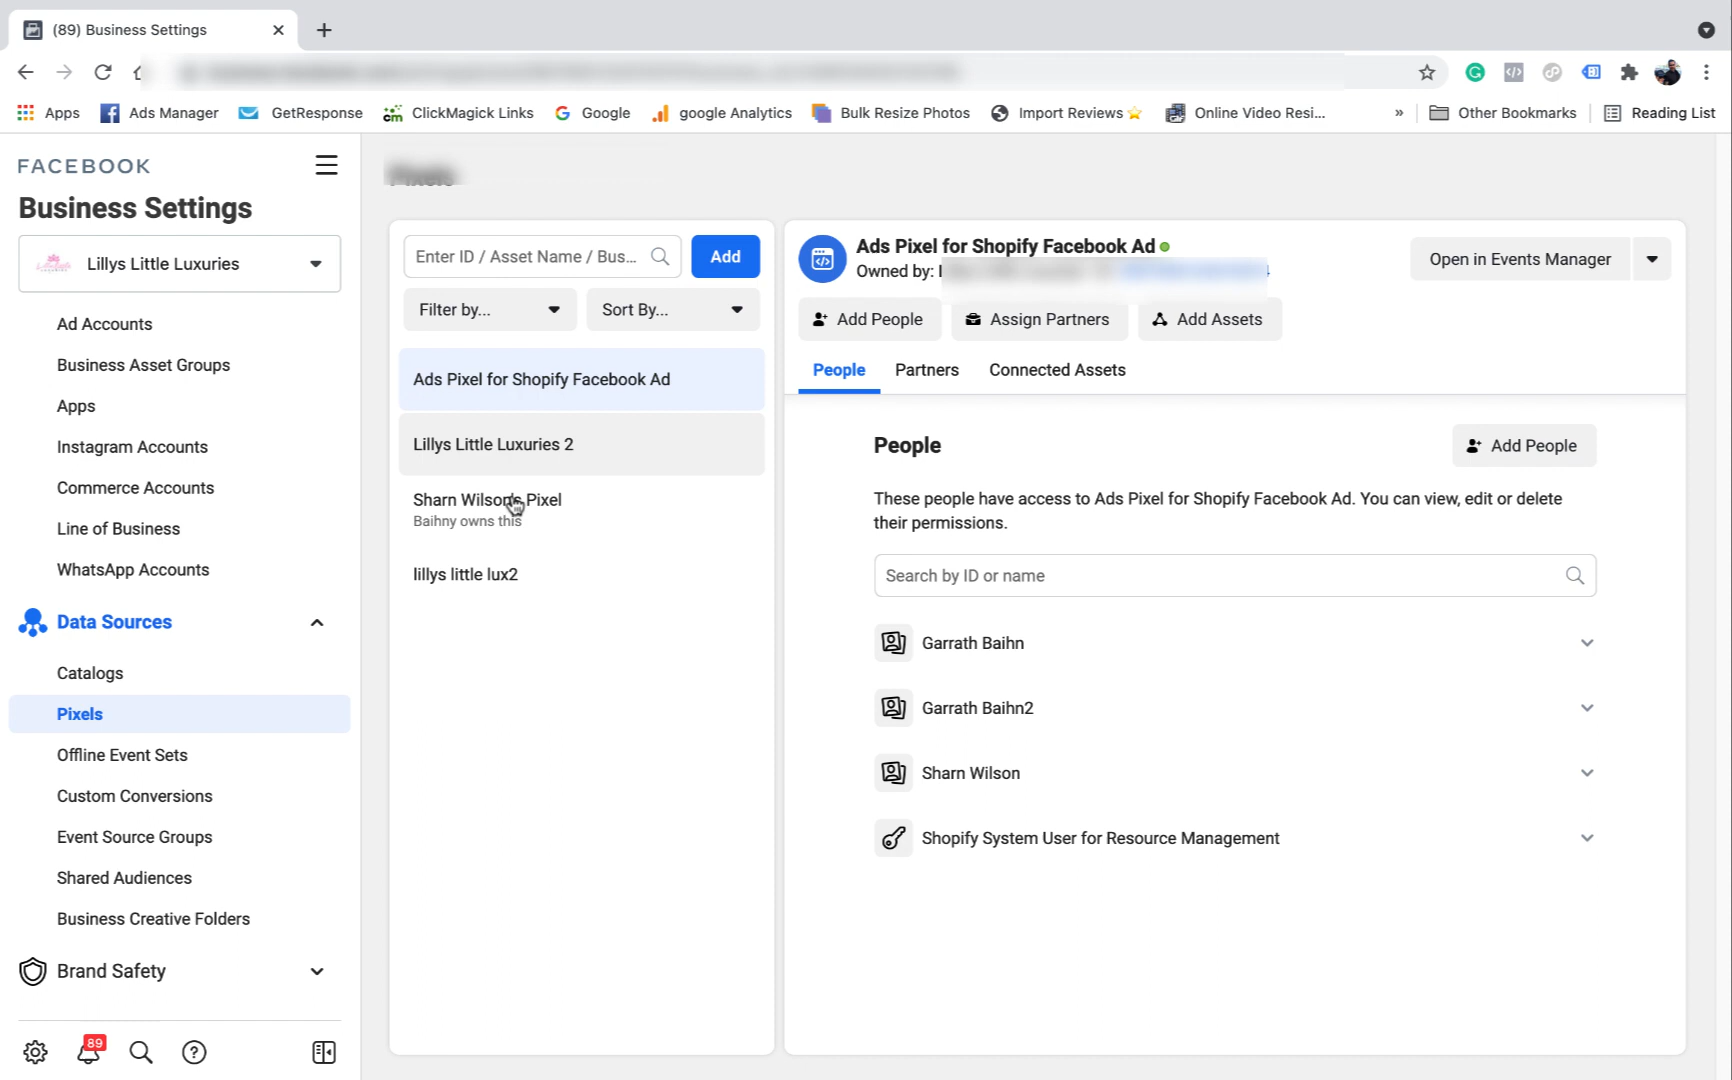 (89) Business Settings
Apps
Ads Manager
GetResponse
cm ClickMagick Links
Google
google Analytics
Bulk Resize Photos
Import Reviews⭐
Online Video Resi...
»
Other Bookmarks
Reading List
FACEBOOK
Business Settings
Lillys Little Luxuries
Ad Accounts
Business Asset Groups
Apps
Instagram Accounts
Commerce Accounts
Line of Business
WhatsApp Accounts
Data Sources
Catalogs
Pixels
Offline Event Sets
Custom Conversions
Event Source Groups
Shared Audiences
Business Creative Folders
Brand Safety
89
Pixels
Enter ID / Asset Name / Bus...
Add
Filter by...
Sort By...
Ads Pixel for Shopify Facebook Ad
Lillys Little Luxuries 2
Sharn Wilson's Pixel
Baihny owns this
lillys little lux2
Ads Pixel for Shopify Facebook Ad
Owned by:
Open in Events Manager
Add People
Assign Partners
Add Assets
People
Partners
Connected Assets
People
Add People
These people have access to Ads Pixel for Shopify Facebook Ad. You can view, edit or delete
their permissions.
Search by ID or name
Garrath Baihn
Garrath Baihn2
Sharn Wilson
Shopify System User for Resource Management